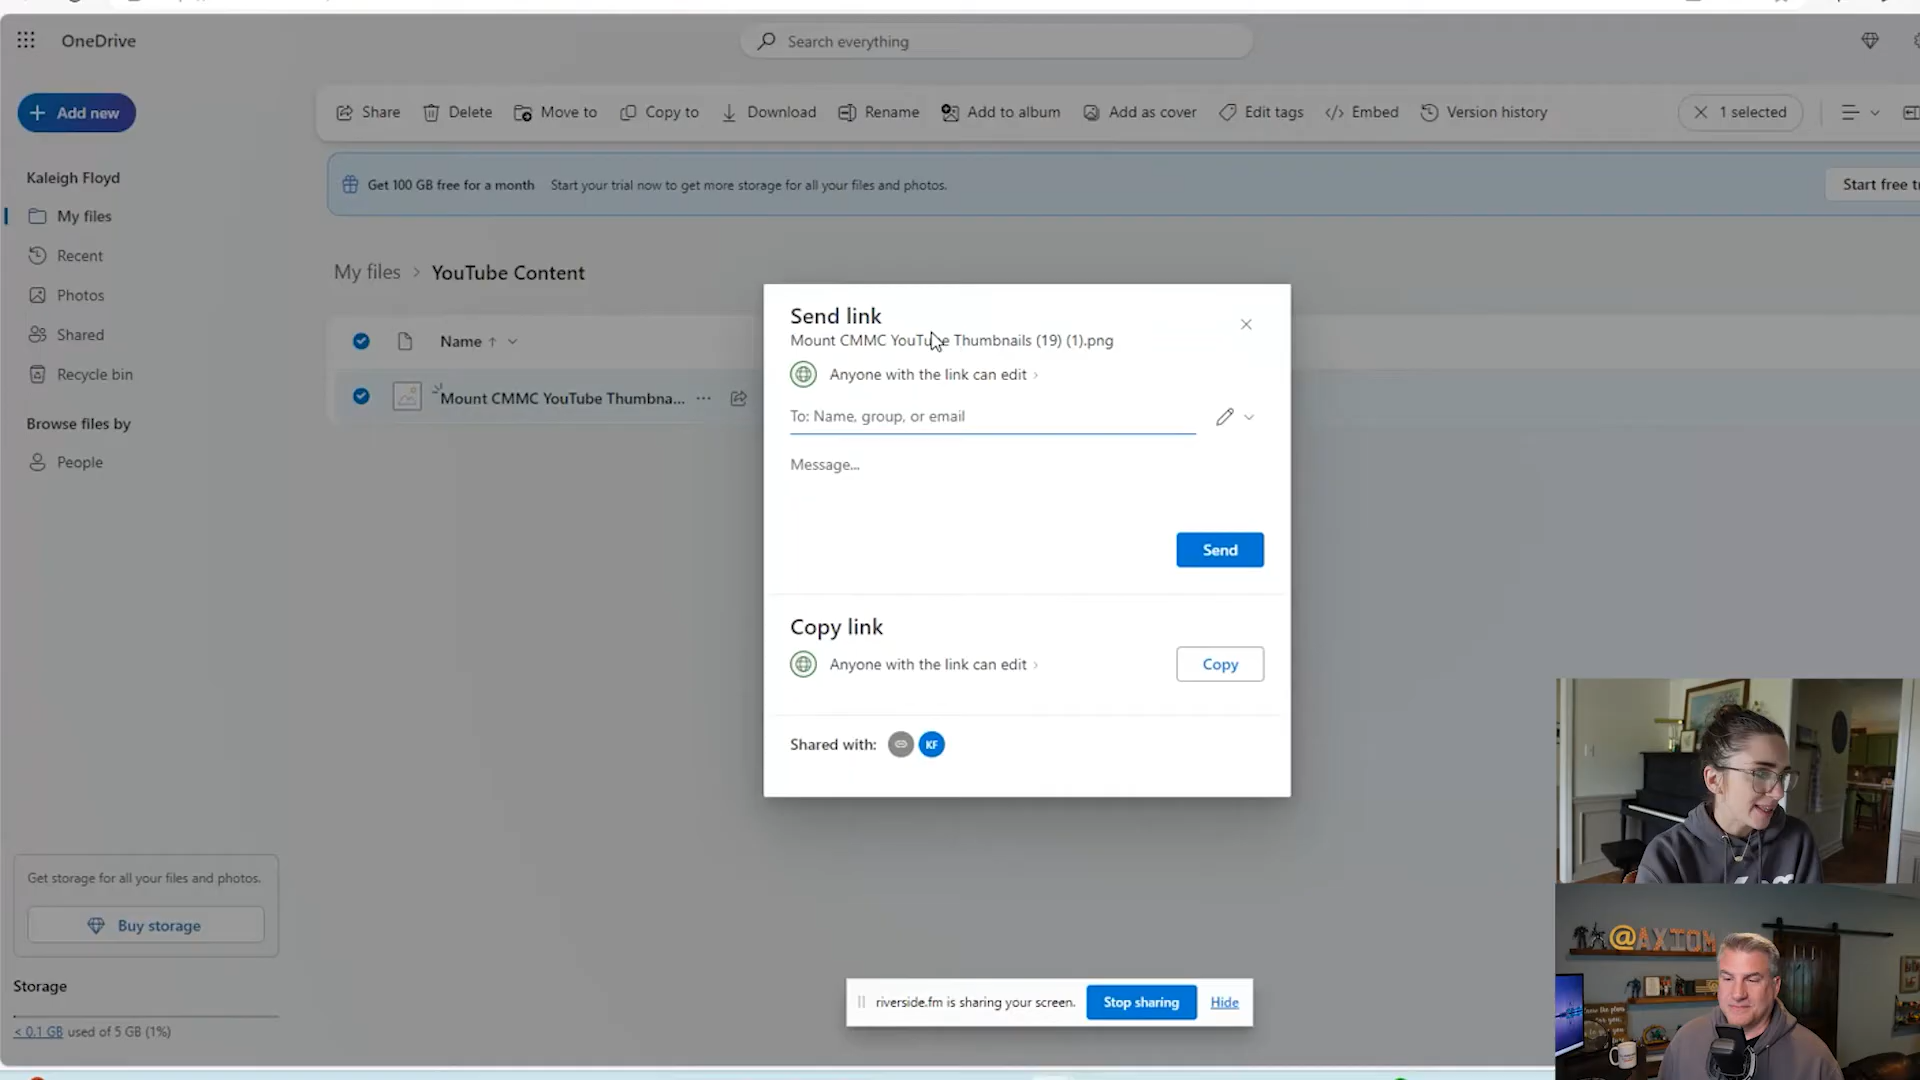 OneDrive
Search everything
Add new
Share
Delete
Move to
Copy to
Download
Rename
Add to album
Add as cover
Edit tags
Embed
Version history
1 selected
Get 100 GB free for a month Start your trial now to get more storage for all your files and photos.
Start free
Kaleigh Floyd
My files
Recent
Photos
Shared
Recycle bin
Browse files by
People
My files > YouTube Content
Name
Mount CMMC YouTube Thumbna...
Send link
Mount CMMC YouTube Thumbnails (19) (1).png
Anyone with the link can edit
To: Name, group, or email
Message...
Send
Copy link
Anyone with the link can edit
Copy
Shared with:
KF
Get storage for all your files and photos.
Buy storage
Storage
< 0.1 GB used of 5 GB (1%)
riverside.fm is sharing your screen.
Stop sharing
Hide
@AXIOM